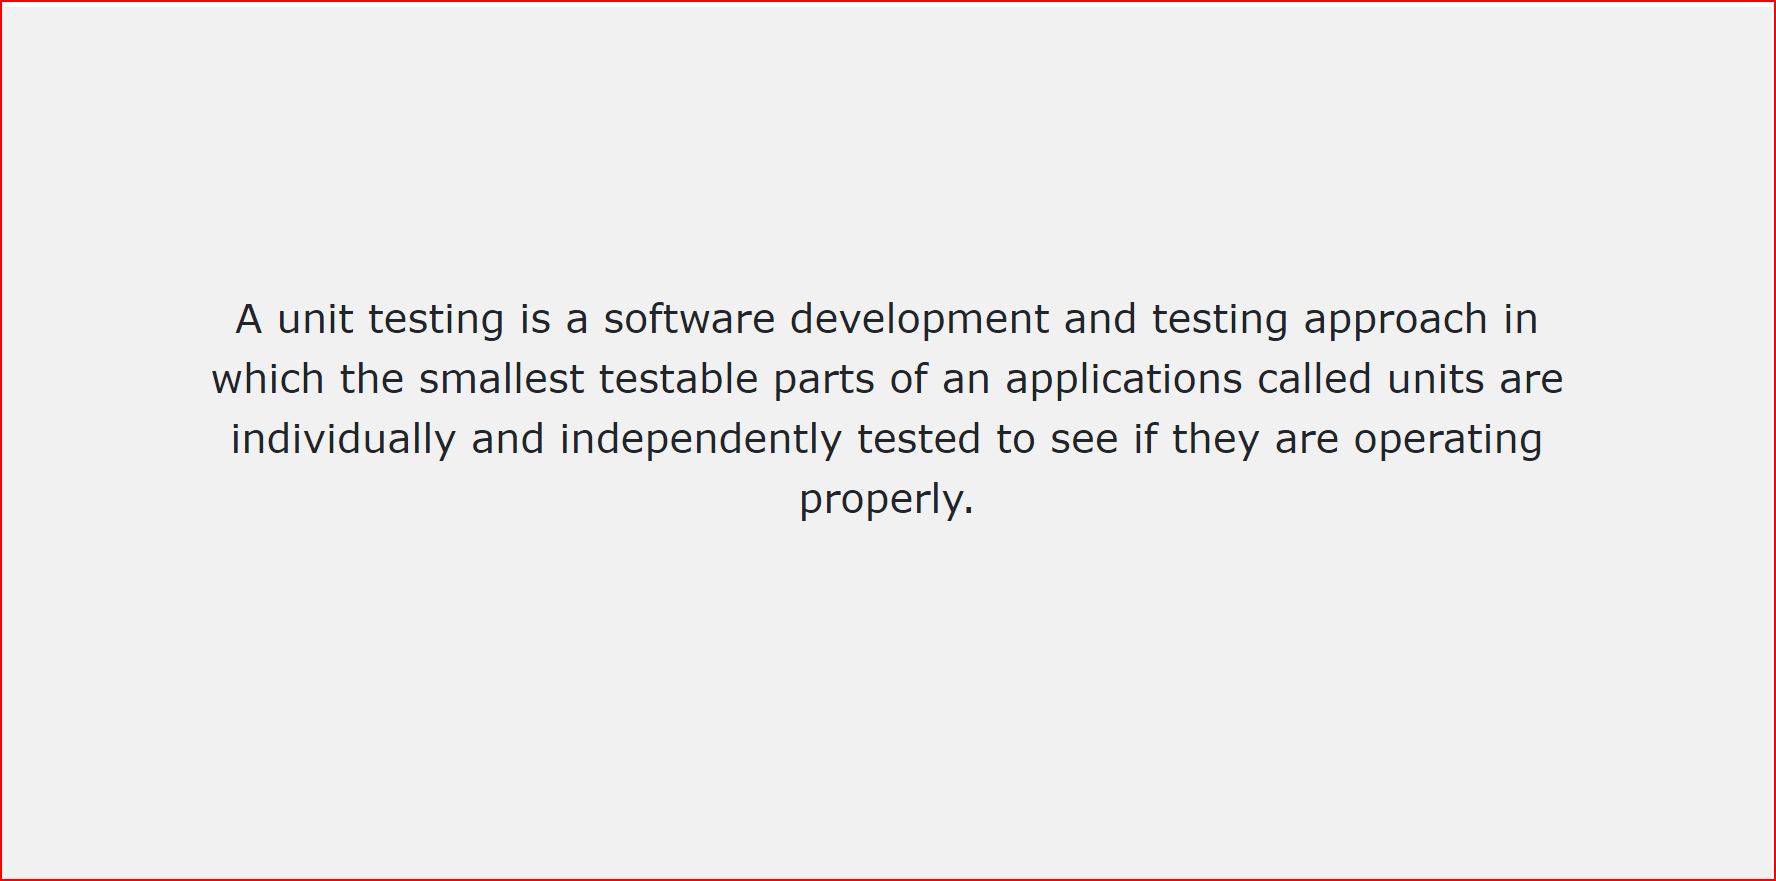 A unit testing is a software development and testing approach in
which the smallest testable parts of an applications called units are
individually and independently tested to see if they are operating
properly.